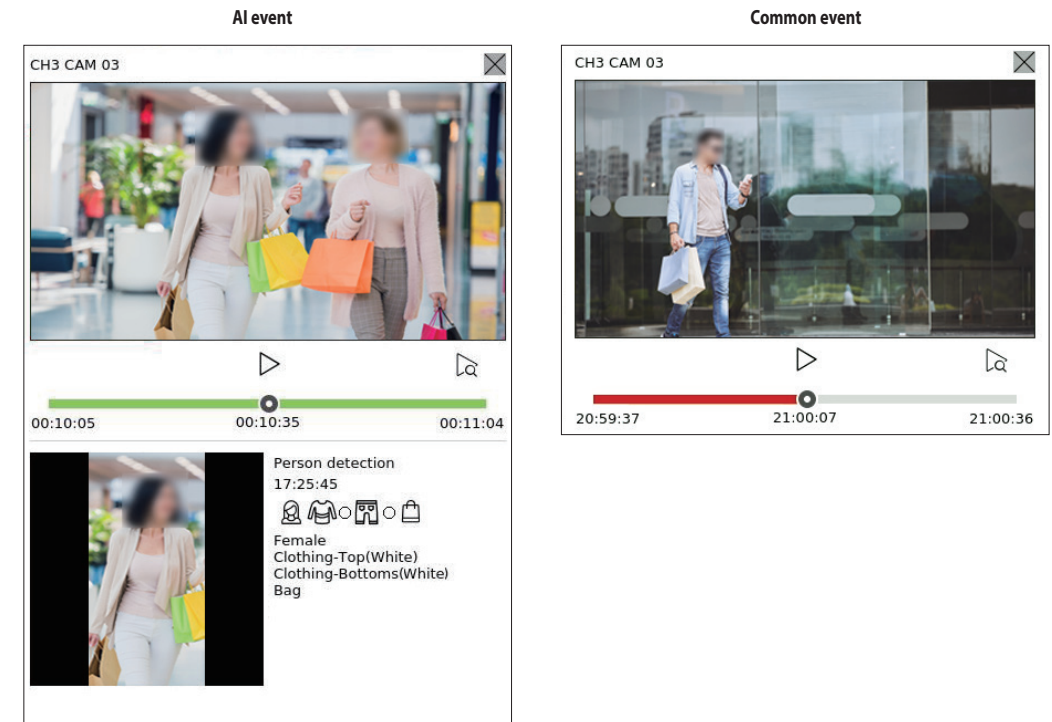 AI event
CH3 CAM 03
00:10:05
00:10:35
00:11:04
Person detection
17:25:45
Female
Clothing-Top(White)
Clothing-Bottoms(White)
Bag
Common event
CH3 CAM 03
20:59:37
21:00:07
21:00:36